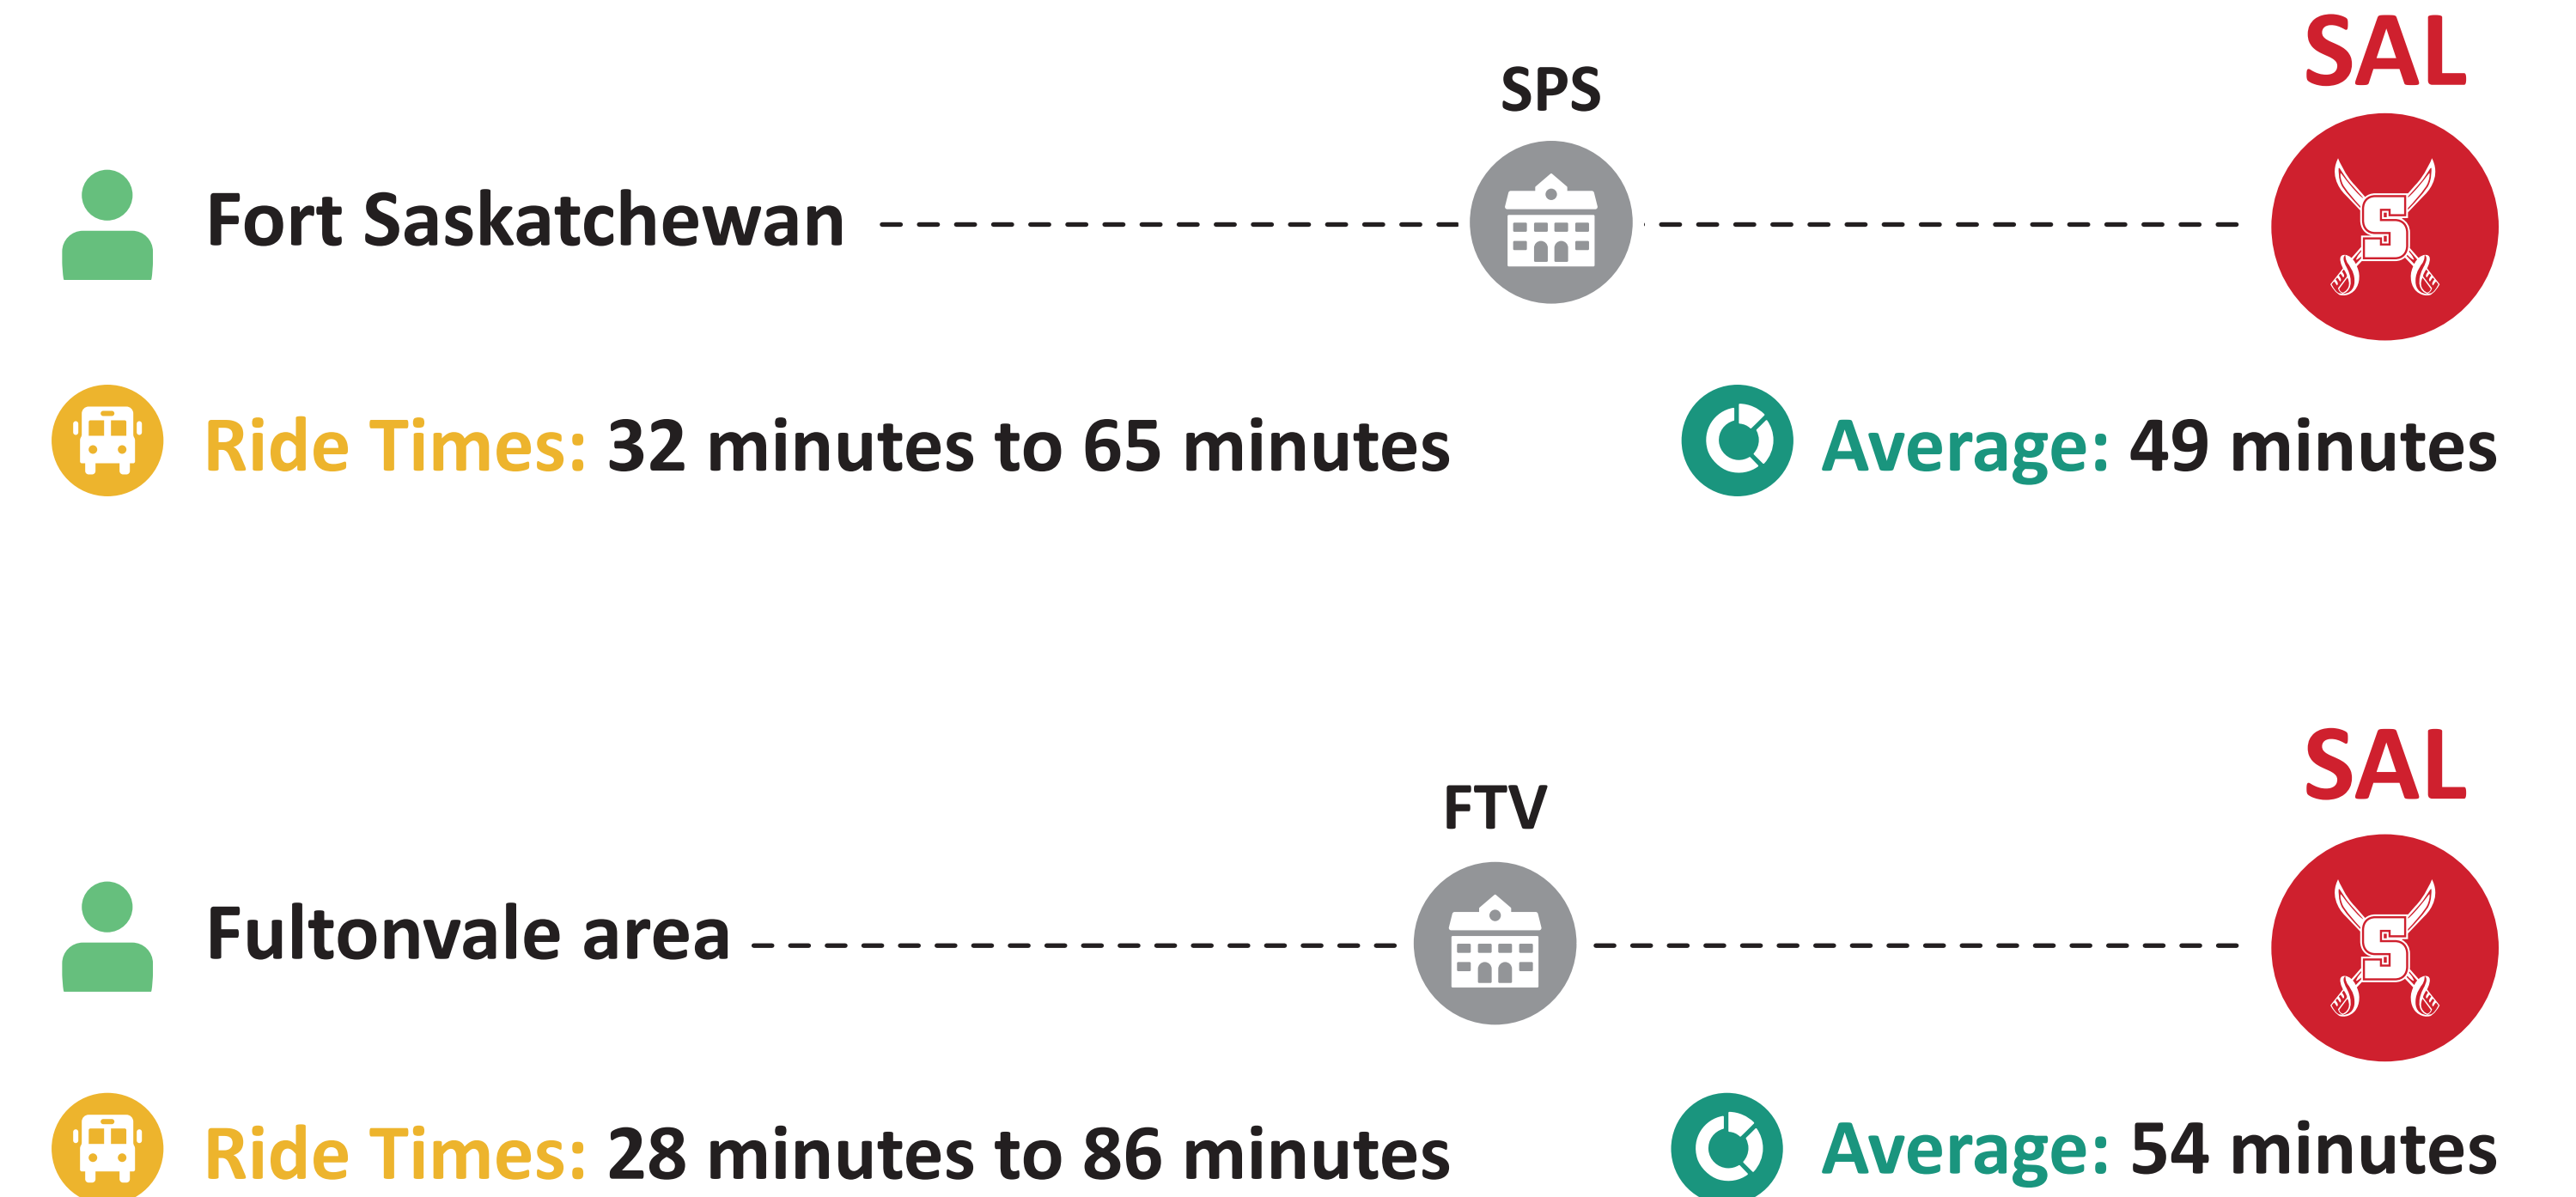 SAL
SPS
Fort Saskatchewan
S
Ride Times: 32 minutes to 65 minutes
Average: 49 minutes
SAL
FTV
Fultonvale area
S
Ride Times: 28 minutes to 86 minutes
Average: 54 minutes